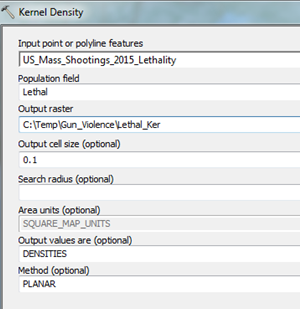 Kernel Density
Input point or polyline features
US_Mass_Shootings_2015_Lethality
Population field
Lethal
Output raster
C:\Temp\Gun_Violence\Lethal_Ker
Output cell size (optional)
0.1
Search radius (optional)
Area units (optional)
SQUARE_MAP_UNITS
Output values are (optional)
DENSITIES
Method (optional)
PLANAR